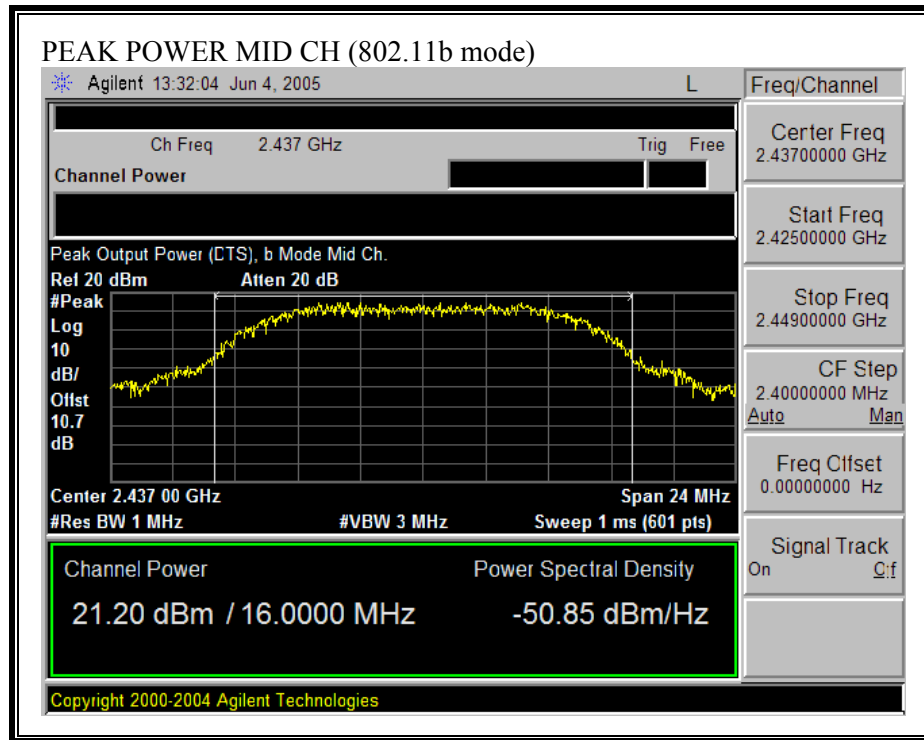 PEAK POWER MID CH (802.11b mode)
Agilent 13:32:04 Jun 4, 2005 L
Freq/Channel
Ch Freq 2.437 GHz Trig Free
Channel Power
Peak Output Power (DTS), b Mode Mid Ch.
Ref 20 dBm Atten 20 dB
#Peak
Log
10
dB/
Offst
10.7
dB
Center 2.437 00 GHz Span 24 MHz
#Res BW 1 MHz #VBW 3 MHz Sweep 1 ms (601 pts)
Channel Power Power Spectral Density
21.20 dBm / 16.0000 MHz -50.85 dBm/Hz
Copyright 2000-2004 Agilent Technologies
Center Freq
2.43700000 GHz
Start Freq
2.42500000 GHz
Stop Freq
2.44900000 GHz
CF Step
2.40000000 MHz
Auto Man
Freq Offset
0.00000000 Hz
Signal Track
On Off